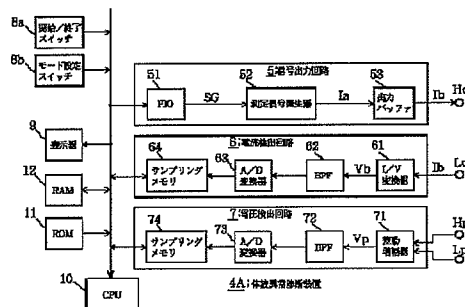 8a
開始/終了
スイッチ
8b
モード設定
スイッチ
9
表示器
12
RAM
11
ROM
10
CPU
5:信号出力回路
51
PIO
SG
52
測定信号発生器
Ia
53
出力
バッファ
Ib
Hc
6:電流検出回路
64
サンプリング
メモリ
63
A/D
変換器
62
BPF
Vb
61
I/V
変換器
Ib
Lc
7:電圧検出回路
74
サンプリング
メモリ
73
A/D
変換器
72
BPF
Vp
71
差動
増幅器
Hp
Lp
4A:体液異常診断装置